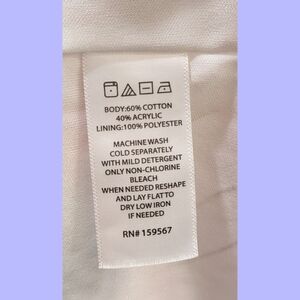 BODY:60% COTTON
40% ACRYLIC
LINING:100% POLYESTER
MACHINE WASH
COLD SEPARATELY
WITH MILD DETERGENT
ONLY NON-CHLORINE
BLEACH
WHEN NEEDED RESHAPE
AND LAY FLAT TO
DRY LOW IRON
IF NEEDED
RN# 159567